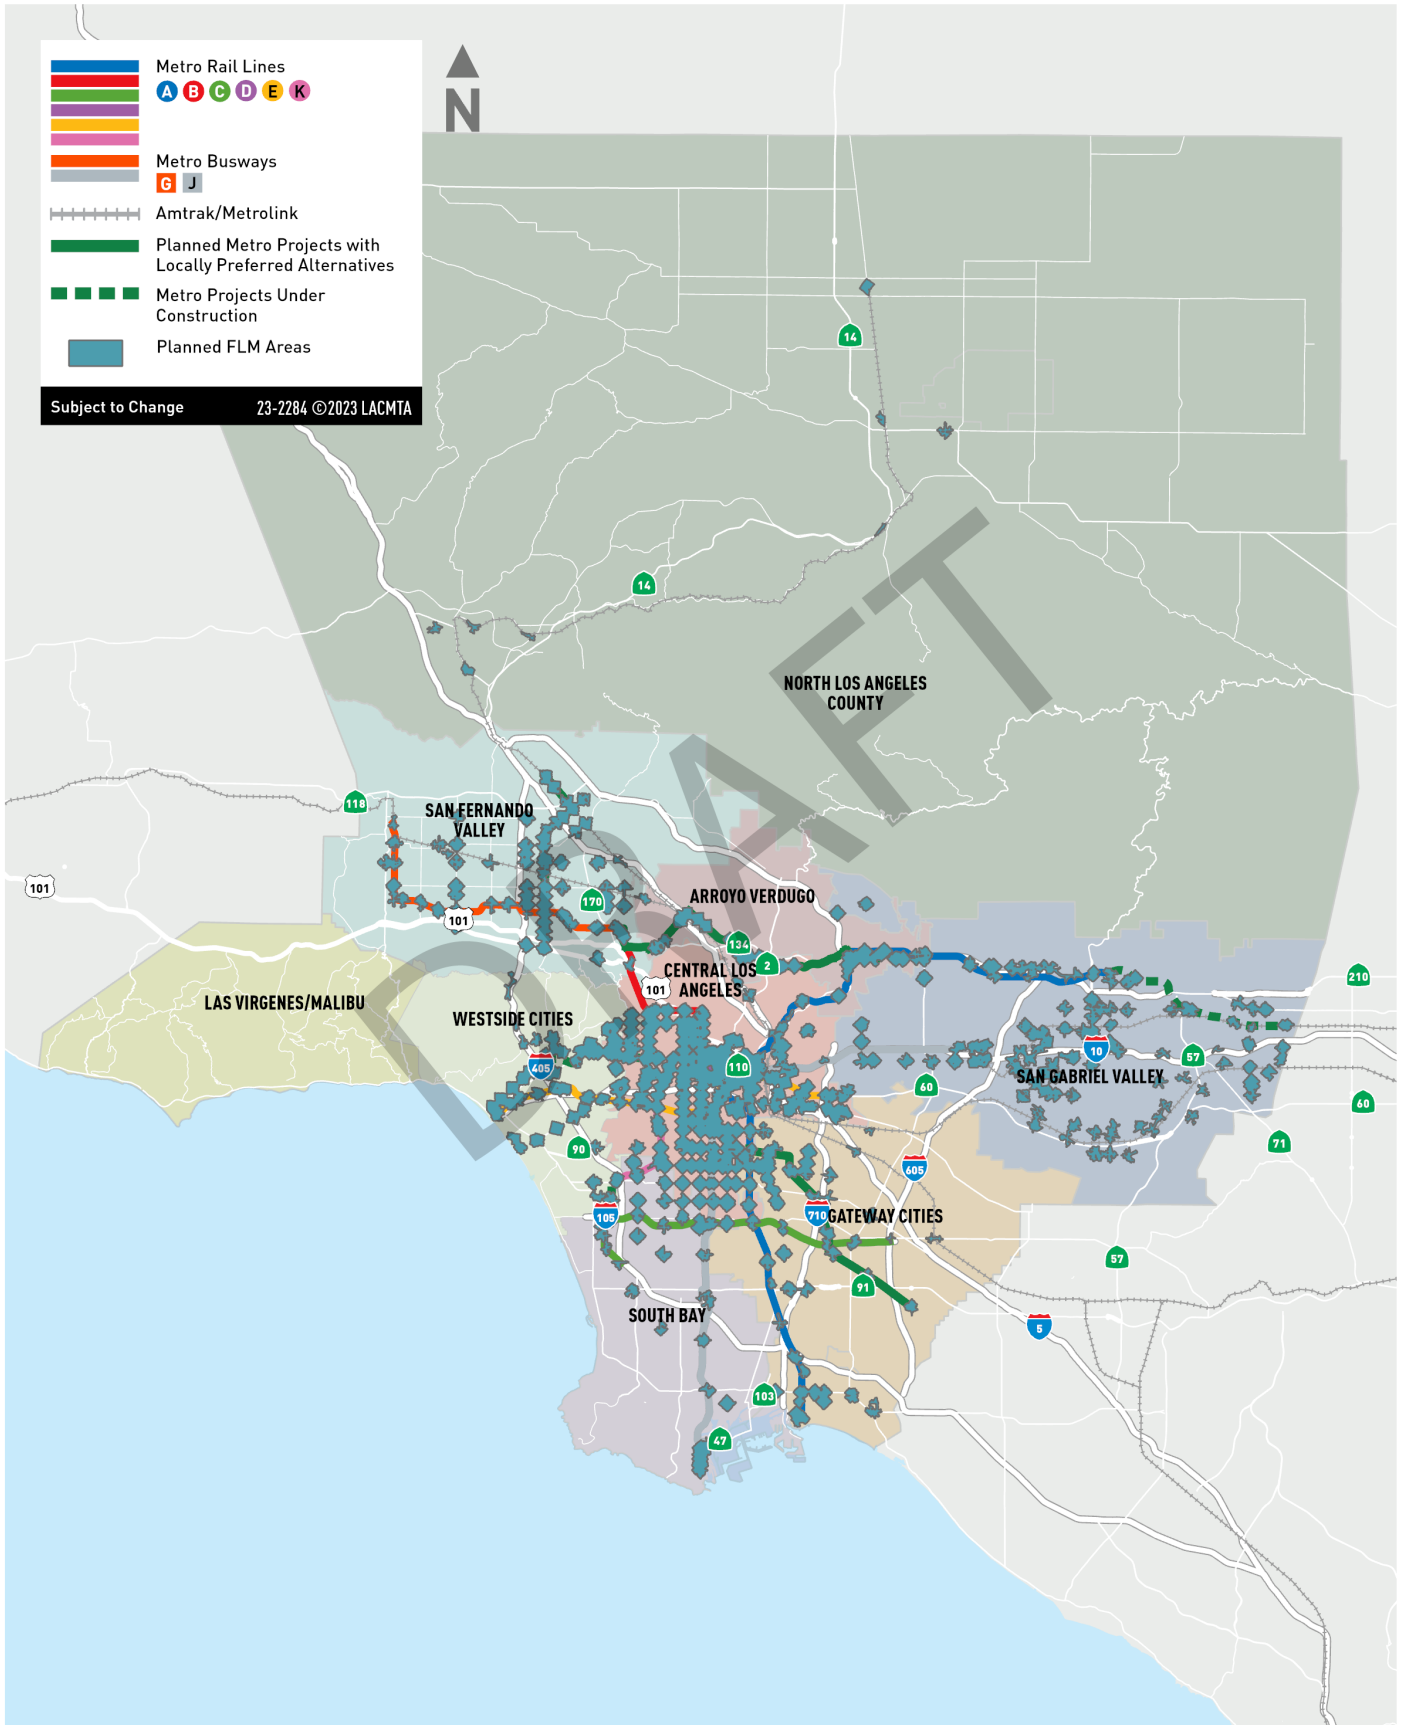 Metro Rail Lines
A B C D E K
N
Metro Busways
G J
Amtrak/Metrolink
Planned Metro Projects with
Locally Preferred Alternatives
Metro Projects Under
Construction
Planned FLM Areas
Subject to Change 23-2284 ©2023 LACMTA
14
14
DRAFT
NORTH LOS ANGELES
COUNTY
118
SAN FERNANDO
VALLEY
101
170
ARROYO VERDUGO
101
134
2
CENTRAL LOS
ANGELES
210
101
LAS VIRGENES/MALIBU
WESTSIDE CITIES
10
57
405
110
SAN GABRIEL VALLEY
60
60
90
71
605
105
710
GATEWAY CITIES
57
91
SOUTH BAY
5
103
47